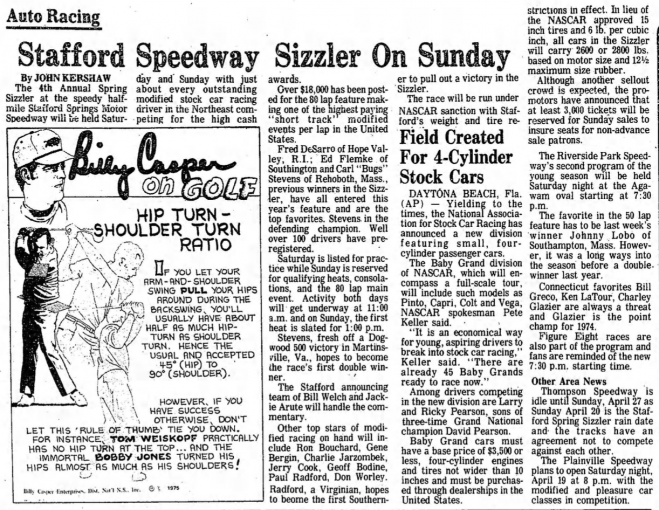 Auto Racing
Stafford Speedway Sizzler On Sunday
By JOHN KERSHAW
The 4th Annual Spring
Sizzler at the speedy half-
mile Stafford Springs Motor
Speedway will be held Satur-
day and Sunday with just
about every outstanding
modified stock car racing
driver in the Northeast com-
peting for the high cash
awards.
Over $18,000 has been post-
ed for the 80 lap feature mak-
ing one of the highest paying
"short track" modified
events per lap in the United
States.
Fred DeSarro of Hope Val-
ley, R.I.; Ed Flemke of
Southington and Carl "Bugs"
Stevens of Rehoboth, Mass.,
previous winners in the Sizz-
ler, have all entered this
year's feature and are the
top favorites. Stevens in the
defending champion. Well
over 100 drivers have pre-
registered.
Saturday is listed for prac-
tice while Sunday is reserved
for qualifying heats, consola-
tions, and the 80 lap main
event. Activity both days
will get underway at 11:00
a.m. and on Sunday, the first
heat is slated for 1:00 p.m.
Stevens, fresh off a Dog-
wood 500 victory in Martins-
ville, Va., hopes to become
the race's first double win-
ner.
The Stafford announcing
team of Bill Welch and Jack-
ie Arute will handle the com-
mentary.
Other top stars of modi-
fied racing on hand will in-
clude Ron Bouchard, Gene
Bergin, Charlie Jarzombek,
Jerry Cook, Geoff Bodine,
Paul Radford, Don Worley.
Radford, a Virginian, hopes
to beome the first Southern-
er to pull out a victory in the
Sizzler.
The race will be run under
NASCAR sanction with Staf-
ford's weight and tire re-
strictions in effect. In lieu of
the NASCAR approved 15
inch tires and 6 lb. per cubic
inch, all cars in the Sizzler
will carry 2600 or 2800 lbs.
based on motor size and 12½
maximum size rubber.
Although another sellout
crowd is expected, the pro-
motors have announced that
at least 3,000 tickets will be
reserved for Sunday sales to
insure seats for non-advance
sale patrons.
The Riverside Park Speed-
way's second program of the
young season will be held
Saturday night at the Aga-
wam oval starting at 7:30
p.m.
The favorite in the 50 lap
feature has to be last week's
winner Johnny Lobo of
Southampton, Mass. Howev-
er, it was a long ways into
the season before a double
winner last year.
Connecticut favorites Bill
Greco, Ken LaTour, Charley
Glazier are always a threat
and Glazier is the point
champ for 1974.
Figure Eight races are
also part of the program and
fans are reminded of the new
7:30 p.m. starting time.
Other Area News
Thompson Speedway is
idle until Sunday, April 27 as
Sunday April 20 is the Staf-
ford Spring Sizzler rain date
and the tracks have an
agreement not to compete
against each other.
The Plainville Speedway
plans to open Saturday night,
April 19 at 8 p.m. with the
modified and pleasure car
classes in competition.
Field Created
For 4-Cylinder
Stock Cars
DAYTONA BEACH, Fla.
(AP) — Yielding to the
times, the National Associa-
tion for Stock Car Racing has
announced a new division
featuring small, four-
cylinder passenger cars.
The Baby Grand division
of NASCAR, which will en-
compass a full-scale tour,
will include such models as
Pinto, Capri, Colt and Vega,
NASCAR spokesman Pete
Keller said.
"It is an economical way
for young, aspiring drivers to
break into stock car racing,"
Keller said. "There are
already 45 Baby Grands
ready to race now."
Among drivers competing
in the new division are Larry
and Ricky Pearson, sons of
three-time Grand National
champion David Pearson.
Baby Grand cars must
have a base price of $3,500 or
less, four-cylinder engines
and tires not wider than 10
inches and must be purchas-
ed through dealerships in the
United States.
Billy Casper
on GOLF
HIP TURN-
SHOULDER TURN
RATIO
IF YOU LET YOUR
ARM-AND-SHOULDER
SWING PULL YOUR HIPS
AROUND DURING THE
BACKSWING, YOU'LL
USUALLY HAVE ABOUT
HALF AS MUCH HIP-
TURN AS SHOULDER
TURN. HENCE THE
USUAL AND ACCEPTED
45° (HIP) TO
90° (SHOULDER).
HOWEVER, IF YOU
HAVE SUCCESS
OTHERWISE, DON'T
LET THIS 'RULE OF THUMB' TIE YOU DOWN.
FOR INSTANCE, TOM WEISKOPF PRACTICALLY
HAS NO HIP TURN AT THE TOP...AND THE
IMMORTAL BOBBY JONES TURNED HIS
HIPS ALMOST AS MUCH AS HIS SHOULDERS!
Billy Casper Enterprises, Dist. Nat'l N.S., Inc. © 1975